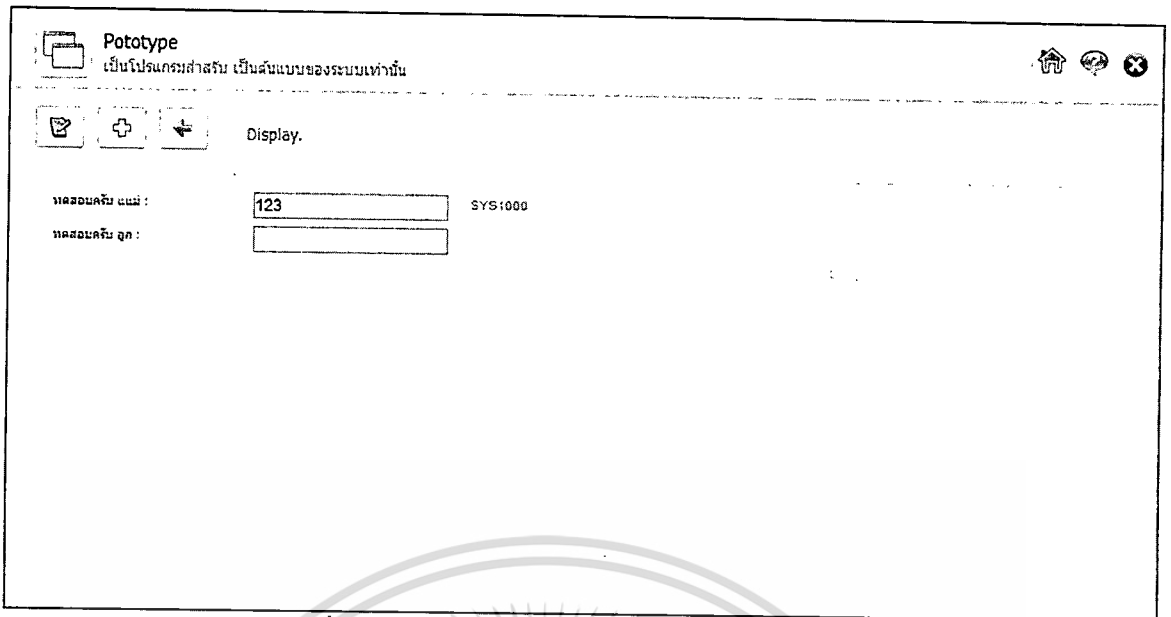 Pototype
เป็นโปรแกรมสำสรับ เป็นต้นแบบของระบบเท่านั้น
Display.
ทดสอบครับ แแม่ :
123
SYS1000
ทดสอบครับ อูก :